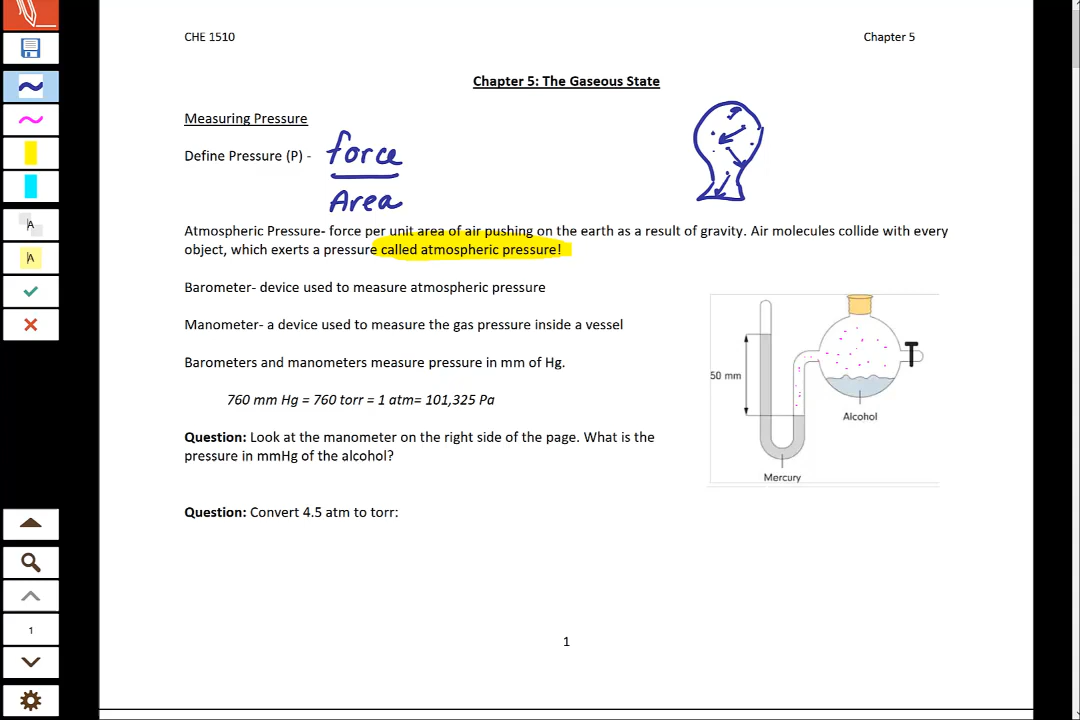 CHE 1510
Chapter 5
Chapter 5: The Gaseous State
Measuring Pressure
Define Pressure (P) - force
Area
Atmospheric Pressure- force per unit area of air pushing on the earth as a result of gravity. Air molecules collide with every
object, which exerts a pressure called atmospheric pressure!
Barometer- device used to measure atmospheric pressure
Manometer- a device used to measure the gas pressure inside a vessel
Barometers and manometers measure pressure in mm of Hg.
760 mm Hg = 760 torr = 1 atm= 101,325 Pa
Question: Look at the manometer on the right side of the page. What is the
pressure in mmHg of the alcohol?
50 mm
Alcohol
Mercury
Question: Convert 4.5 atm to torr:
1
A
A
1